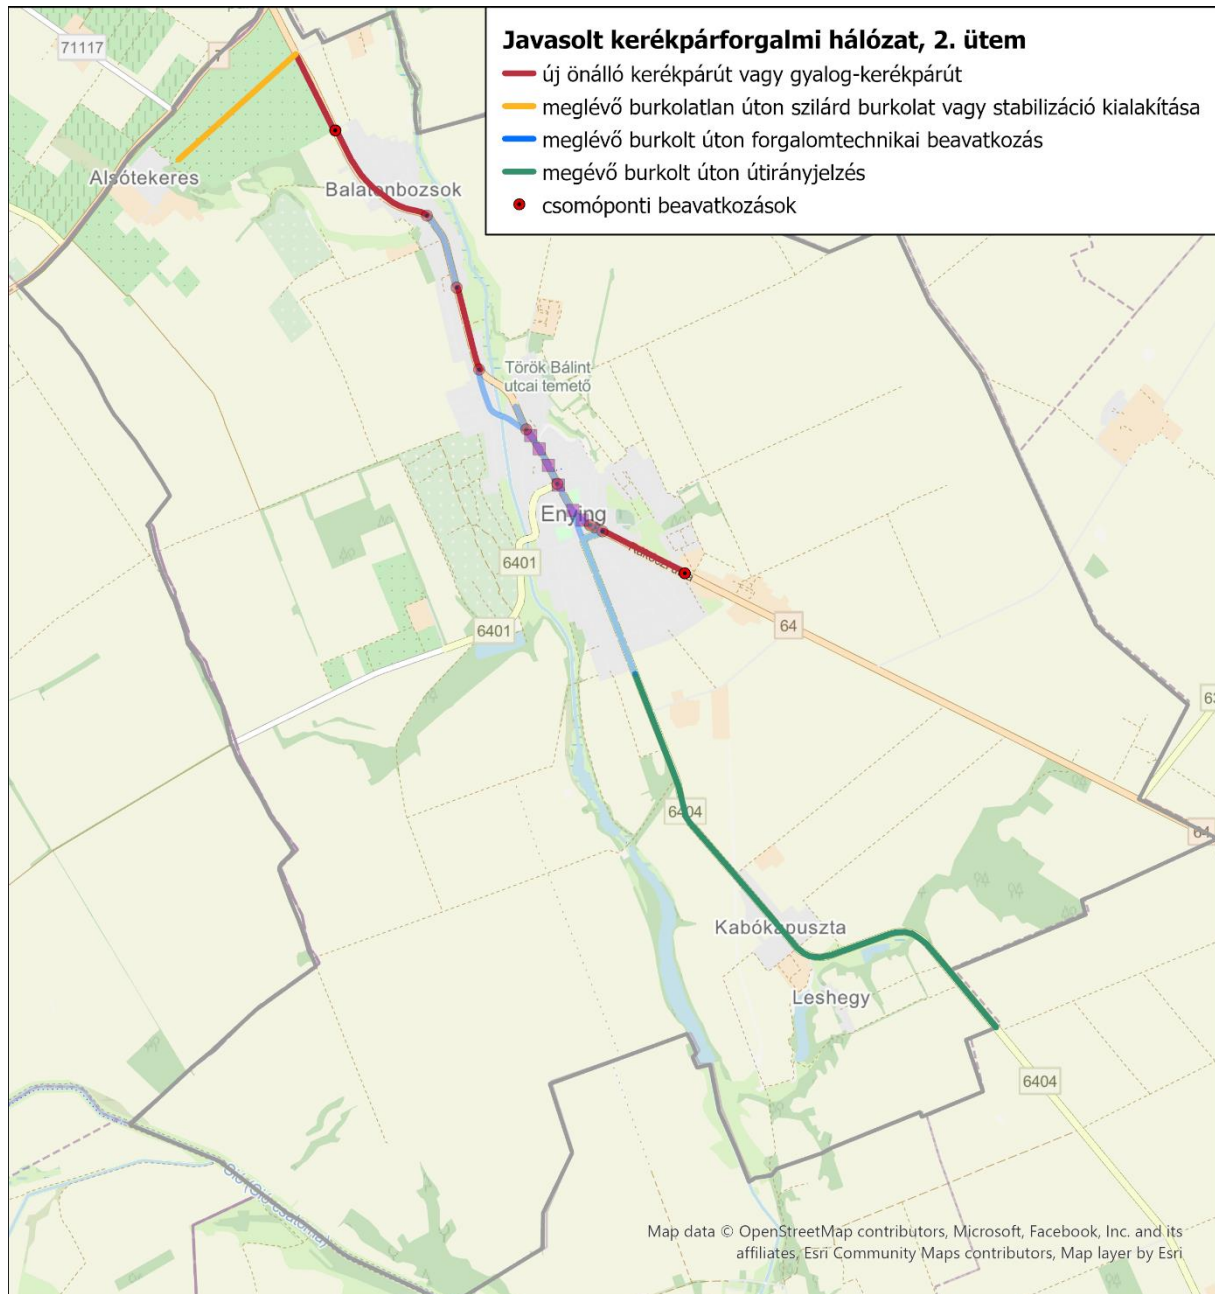 Javasolt kerékpárforgalmi hálózat, 2. ütem
új önálló kerékpárút vagy gyalog-kerékpárút
meglévő burkolatlan úton szilárd burkolat vagy stabilizáció kialakítása
meglévő burkolt úton forgalomtechnikai beavatkozás
megévő burkolt úton útirányjelzés
csomóponti beavatkozások
71117
7
Alsótekeres
Balatonbozsok
Török Bálint
utcai temető
Enying
6401
6401
64
63
64
6404
Kabókapuszta
Leshegy
6404
Map data © OpenStreetMap contributors, Microsoft, Facebook, Inc. and its
affiliates, Esri Community Maps contributors, Map layer by Esri